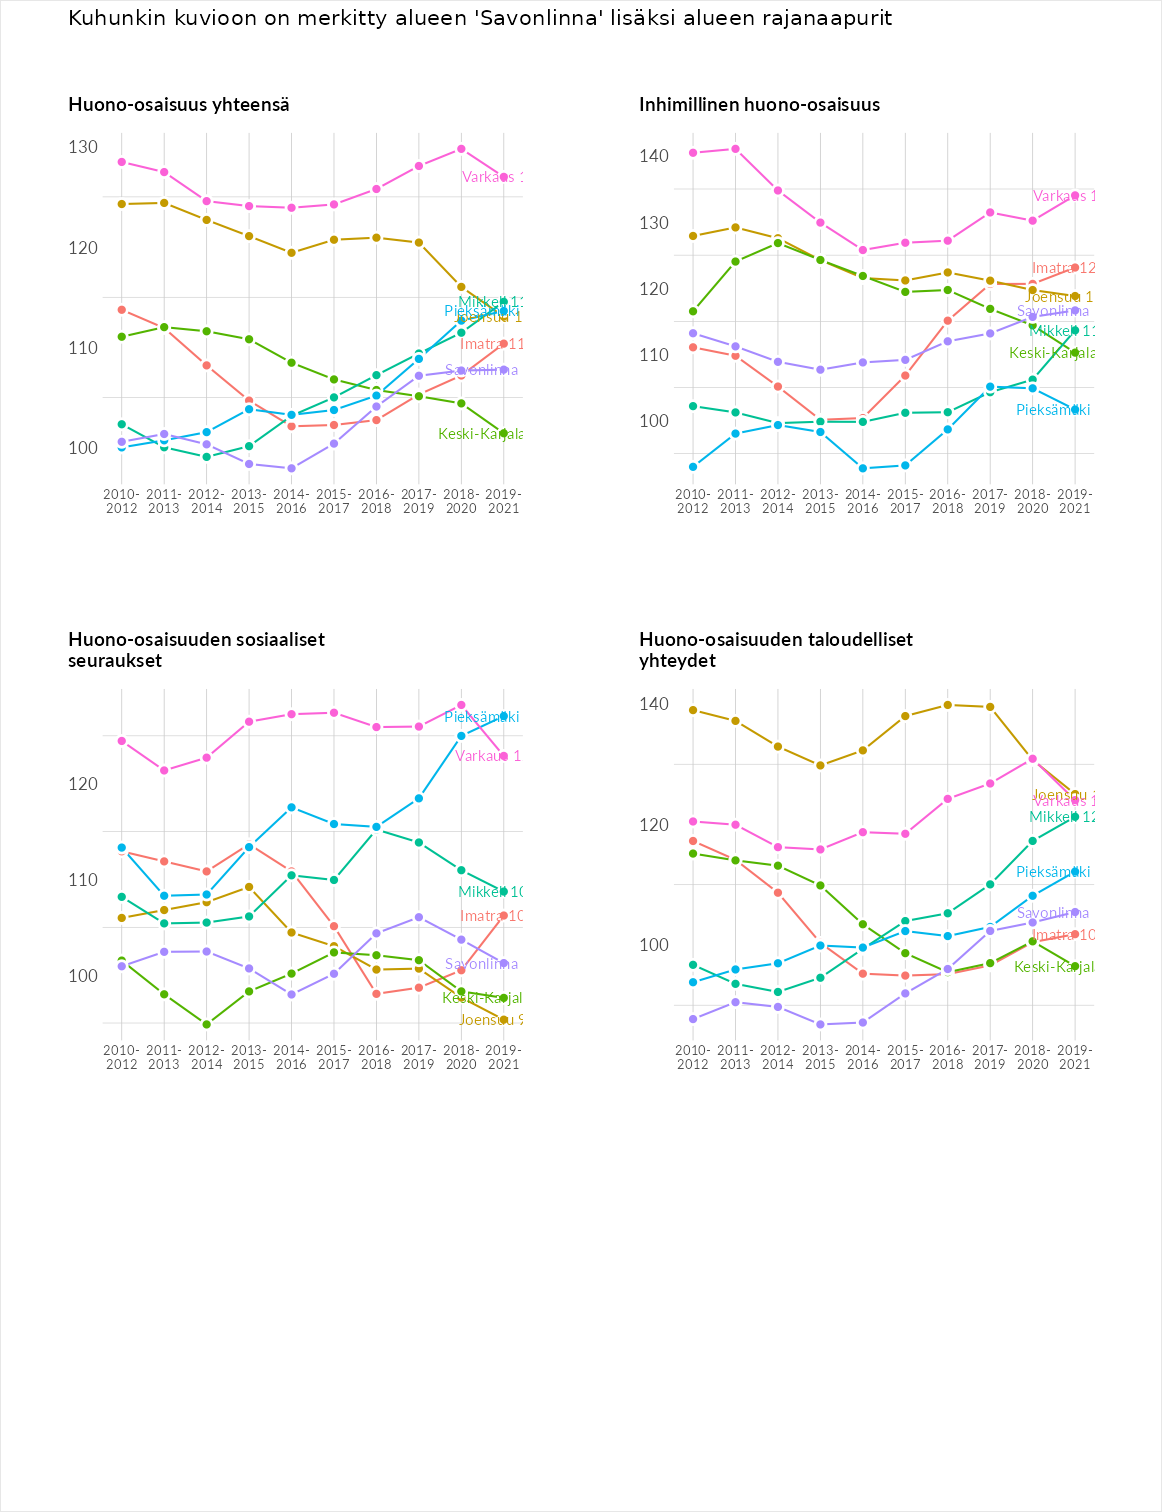 Kuhunkin kuvioon on merkitty alueen 'Savonlinna' lisäksi alueen rajanaapurit
Huono-osaisuus yhteensä
130
120
110
100
Varkaus 1
Mikkeli 11
Pieksämäki
Joensuu 1
Imatra 11
Savonlinna
Keski-Karjala
2010-2012 2011-2013 2012-2014 2013-2015 2014-2016 2015-2017 2016-2018 2017-2019 2018-2020 2019-2021
Inhimillinen huono-osaisuus
140
130
120
110
100
Varkaus 1
Imatra 12
Joensuu 1
Savonlinna
Mikkeli 11
Keski-Karjala
Pieksämäki
2010-2012 2011-2013 2012-2014 2013-2015 2014-2016 2015-2017 2016-2018 2017-2019 2018-2020 2019-2021
Huono-osaisuuden sosiaaliset
seuraukset
120
110
100
Pieksämäki
Varkaus 1
Mikkeli 10
Imatra 10
Savonlinna
Keski-Karjal
Joensuu 9
2010-2012 2011-2013 2012-2014 2013-2015 2014-2016 2015-2017 2016-2018 2017-2019 2018-2020 2019-2021
Huono-osaisuuden taloudelliset
yhteydet
140
120
100
Joensuu
Varkaus 1
Mikkeli 12
Pieksämäki
Savonlinna
Imatra 10
Keski-Karjal
2010-2012 2011-2013 2012-2014 2013-2015 2014-2016 2015-2017 2016-2018 2017-2019 2018-2020 2019-2021